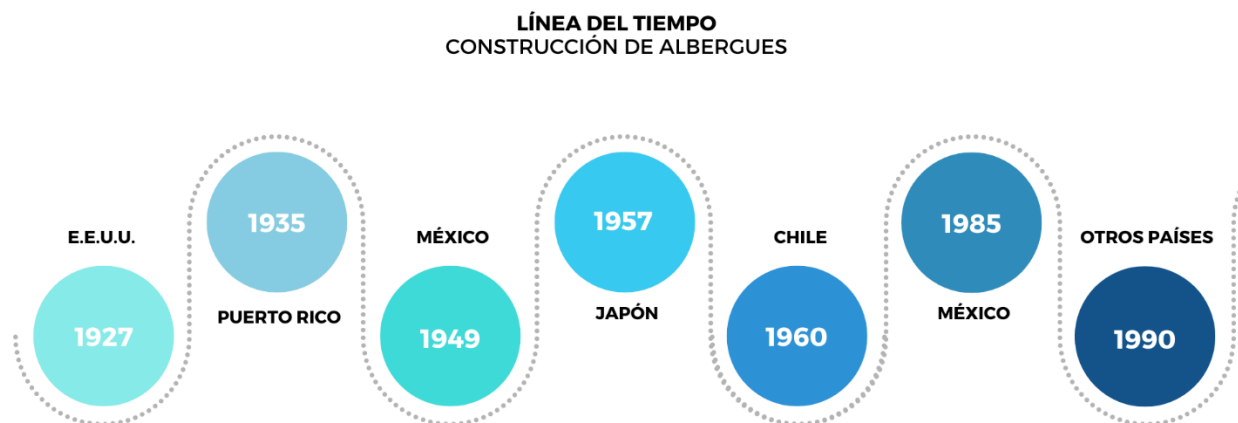 LÍNEA DEL TIEMPO
CONSTRUCCIÓN DE ALBERGUES
E.E.U.U.
1927
1935
PUERTO RICO
MÉXICO
1949
1957
JAPÓN
CHILE
1960
1985
MÉXICO
OTROS PAÍSES
1990